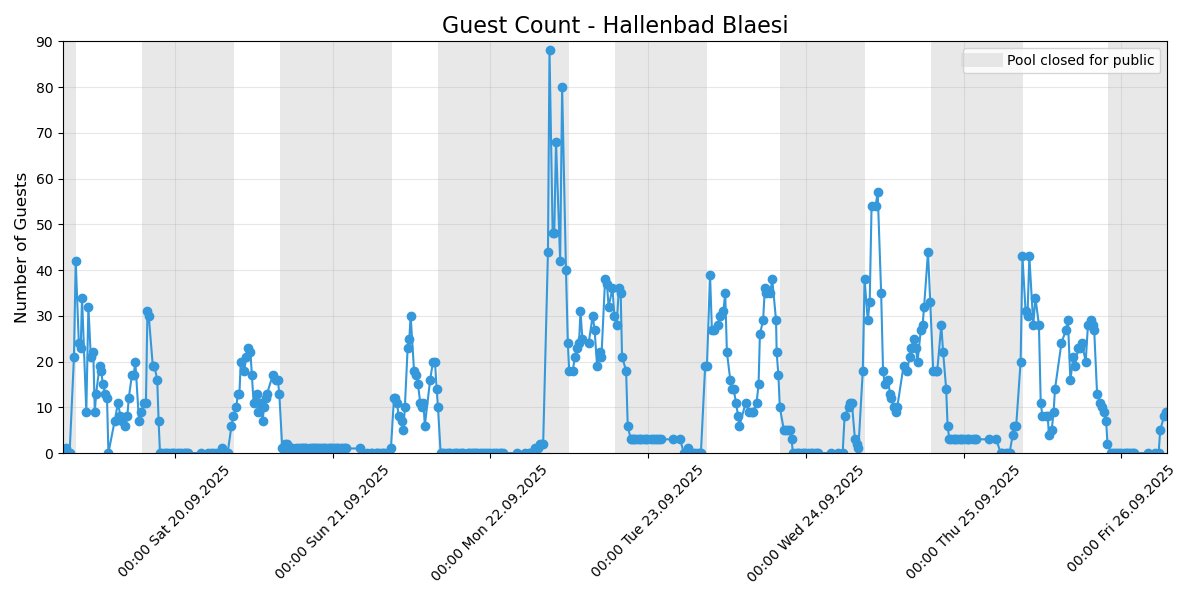 Guest Count - Hallenbad Blaesi
Pool closed for public
Number of Guests
90
80
70
60
50
40
30
20
10
0
00:00 Sat 20.09.2025
00:00 Sun 21.09.2025
00:00 Mon 22.09.2025
00:00 Tue 23.09.2025
00:00 Wed 24.09.2025
00:00 Thu 25.09.2025
00:00 Fri 26.09.2025